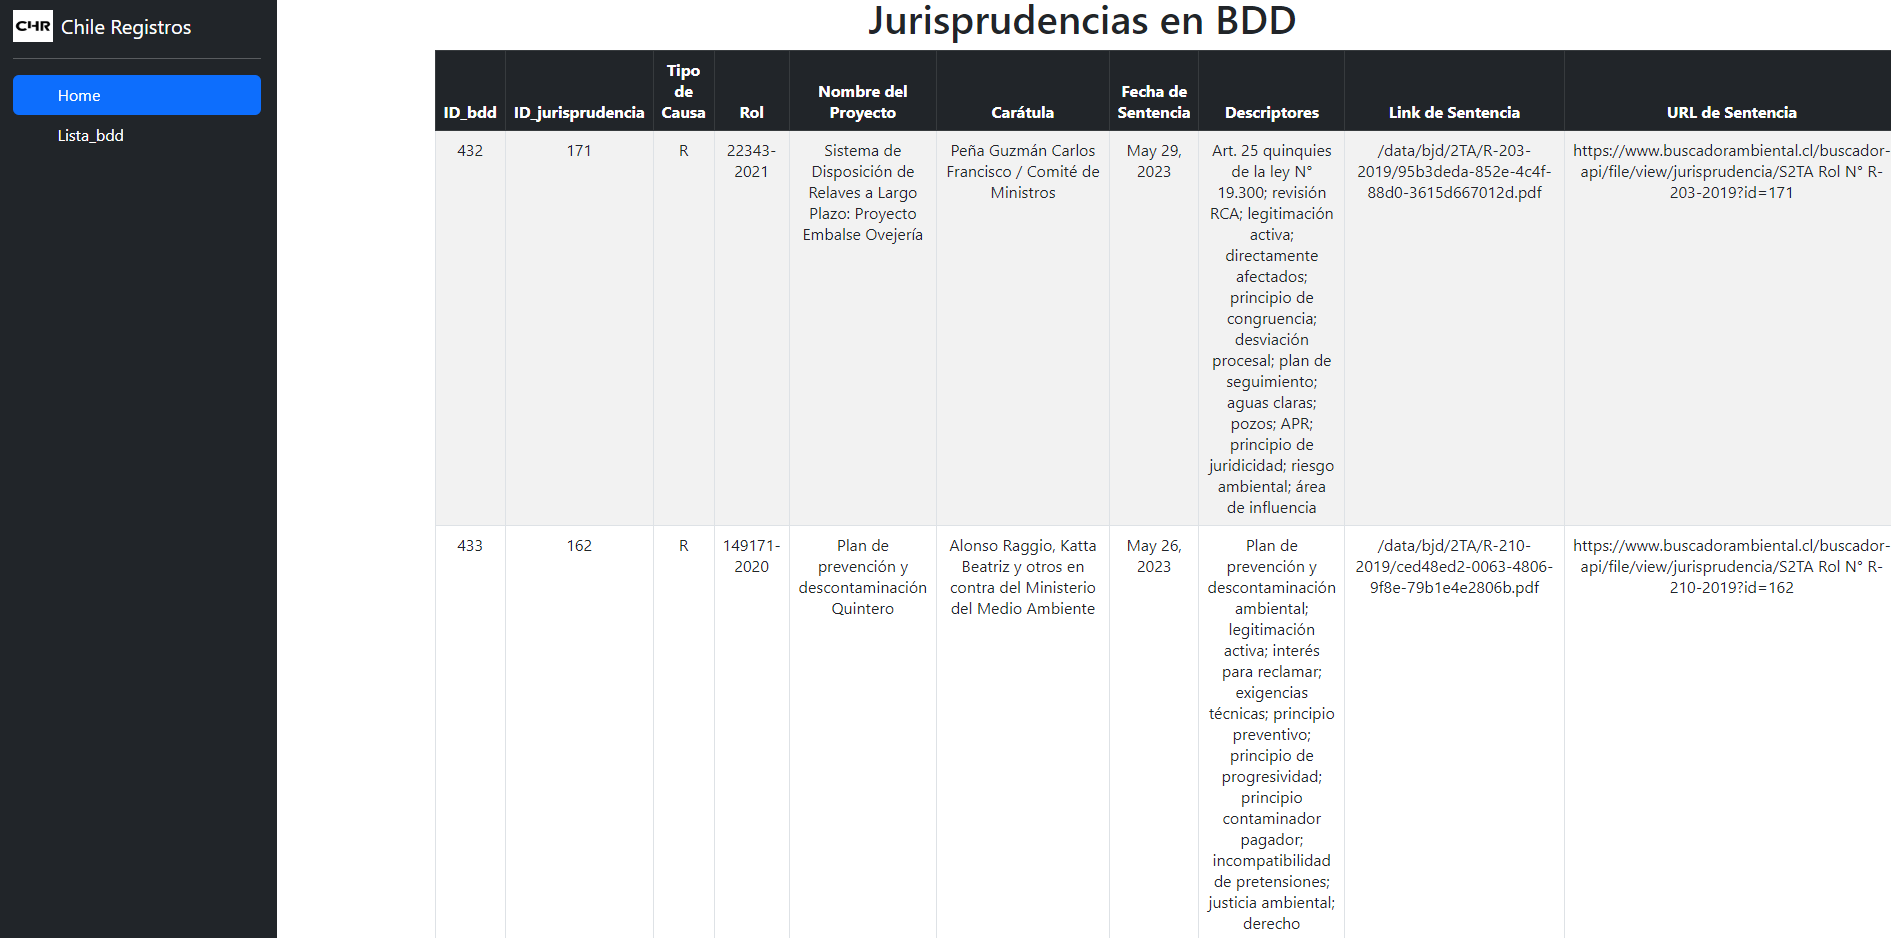 CHR Chile Registros
Home
Lista_bdd
Jurisprudencias en BDD
ID_bdd
ID_jurisprudencia
Tipo
de
Causa
Rol
Nombre del
Proyecto
Carátula
Fecha de
Sentencia
Descriptores
Link de Sentencia
URL de Sentencia
432
171
R
22343-
2021
Sistema de
Disposición de
Relaves a Largo
Plazo: Proyecto
Embalse Ovejería
Peña Guzmán Carlos
Francisco / Comité de
Ministros
May 29,
2023
Art. 25 quinquies
de la ley N°
19.300; revisión
RCA; legitimación
activa;
directamente
afectados;
principio de
congruencia;
desviación
procesal; plan de
seguimiento;
aguas claras;
pozos; APR;
principio de
juridicidad; riesgo
ambiental; área
de influencia
/data/bjd/2TA/R-203-
2019/95b3deda-852e-4c4f-
88d0-3615d667012d.pdf
https://www.buscadorambiental.cl/buscador-
api/file/view/jurisprudencia/S2TA Rol N° R-
203-2019?id=171
433
162
R
149171-
2020
Plan de
prevención y
descontaminación
Quintero
Alonso Raggio, Katta
Beatriz y otros en
contra del Ministerio
del Medio Ambiente
May 26,
2023
Plan de
prevención y
descontaminación
ambiental;
legitimación
activa; interés
para reclamar;
exigencias
técnicas; principio
preventivo;
principio de
progresividad;
principio
contaminador
pagador;
incompatibilidad
de pretensiones;
justicia ambiental;
derecho
/data/bjd/2TA/R-210-
2019/ced48ed2-0063-4806-
9f8e-79b1e4e2806b.pdf
https://www.buscadorambiental.cl/buscador-
api/file/view/jurisprudencia/S2TA Rol N° R-
210-2019?id=162